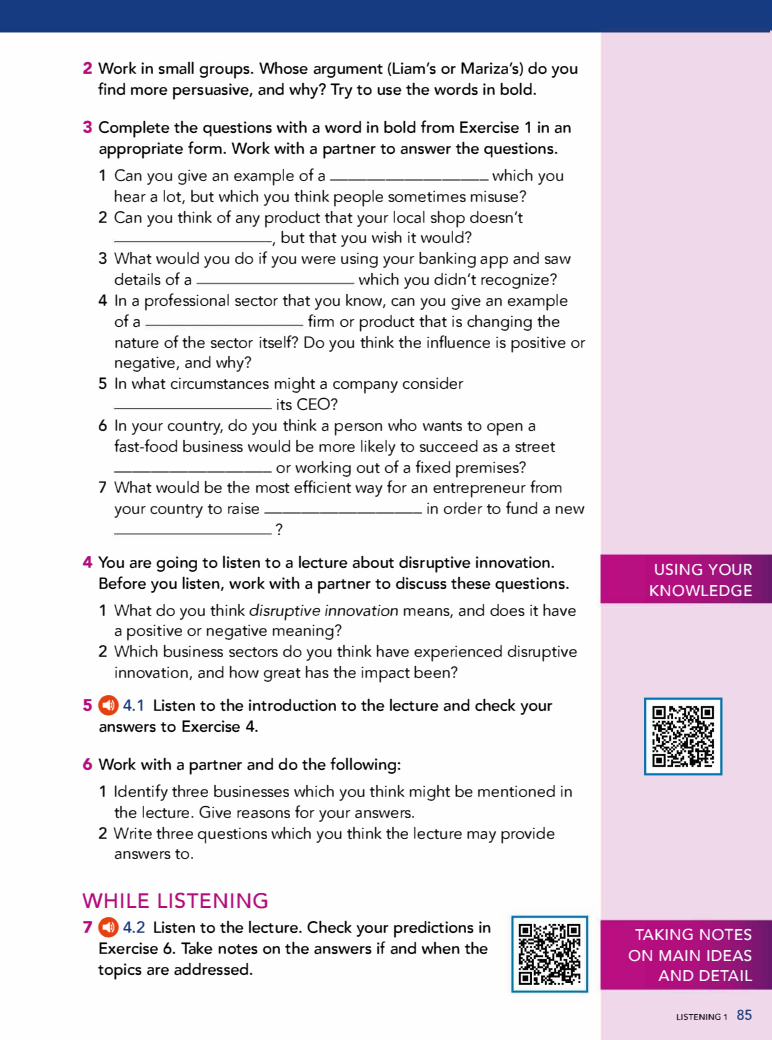 2 Work in small groups. Whose argument (Liam's or Mariza's) do you
find more persuasive, and why? Try to use the words in bold.
3 Complete the questions with a word in bold from Exercise 1 in an
appropriate form. Work with a partner to answer the questions.
1 Can you give an example of a ____________________ which you
hear a lot, but which you think people sometimes misuse?
2 Can you think of any product that your local shop doesn't
____________________, but that you wish it would?
3 What would you do if you were using your banking app and saw
details of a ____________________ which you didn't recognize?
4 In a professional sector that you know, can you give an example
of a ____________________ firm or product that is changing the
nature of the sector itself? Do you think the influence is positive or
negative, and why?
5 In what circumstances might a company consider
____________________ its CEO?
6 In your country, do you think a person who wants to open a
fast-food business would be more likely to succeed as a street
____________________ or working out of a fixed premises?
7 What would be the most efficient way for an entrepreneur from
your country to raise ____________________ in order to fund a new
____________________ ?
4 You are going to listen to a lecture about disruptive innovation.
Before you listen, work with a partner to discuss these questions.
USING YOUR
KNOWLEDGE
1 What do you think disruptive innovation means, and does it have
a positive or negative meaning?
2 Which business sectors do you think have experienced disruptive
innovation, and how great has the impact been?
5 4.1 Listen to the introduction to the lecture and check your
answers to Exercise 4.
6 Work with a partner and do the following:
1 Identify three businesses which you think might be mentioned in
the lecture. Give reasons for your answers.
2 Write three questions which you think the lecture may provide
answers to.
WHILE LISTENING
7 4.2 Listen to the lecture. Check your predictions in
Exercise 6. Take notes on the answers if and when the
topics are addressed.
TAKING NOTES
ON MAIN IDEAS
AND DETAIL
LISTENING 1 85